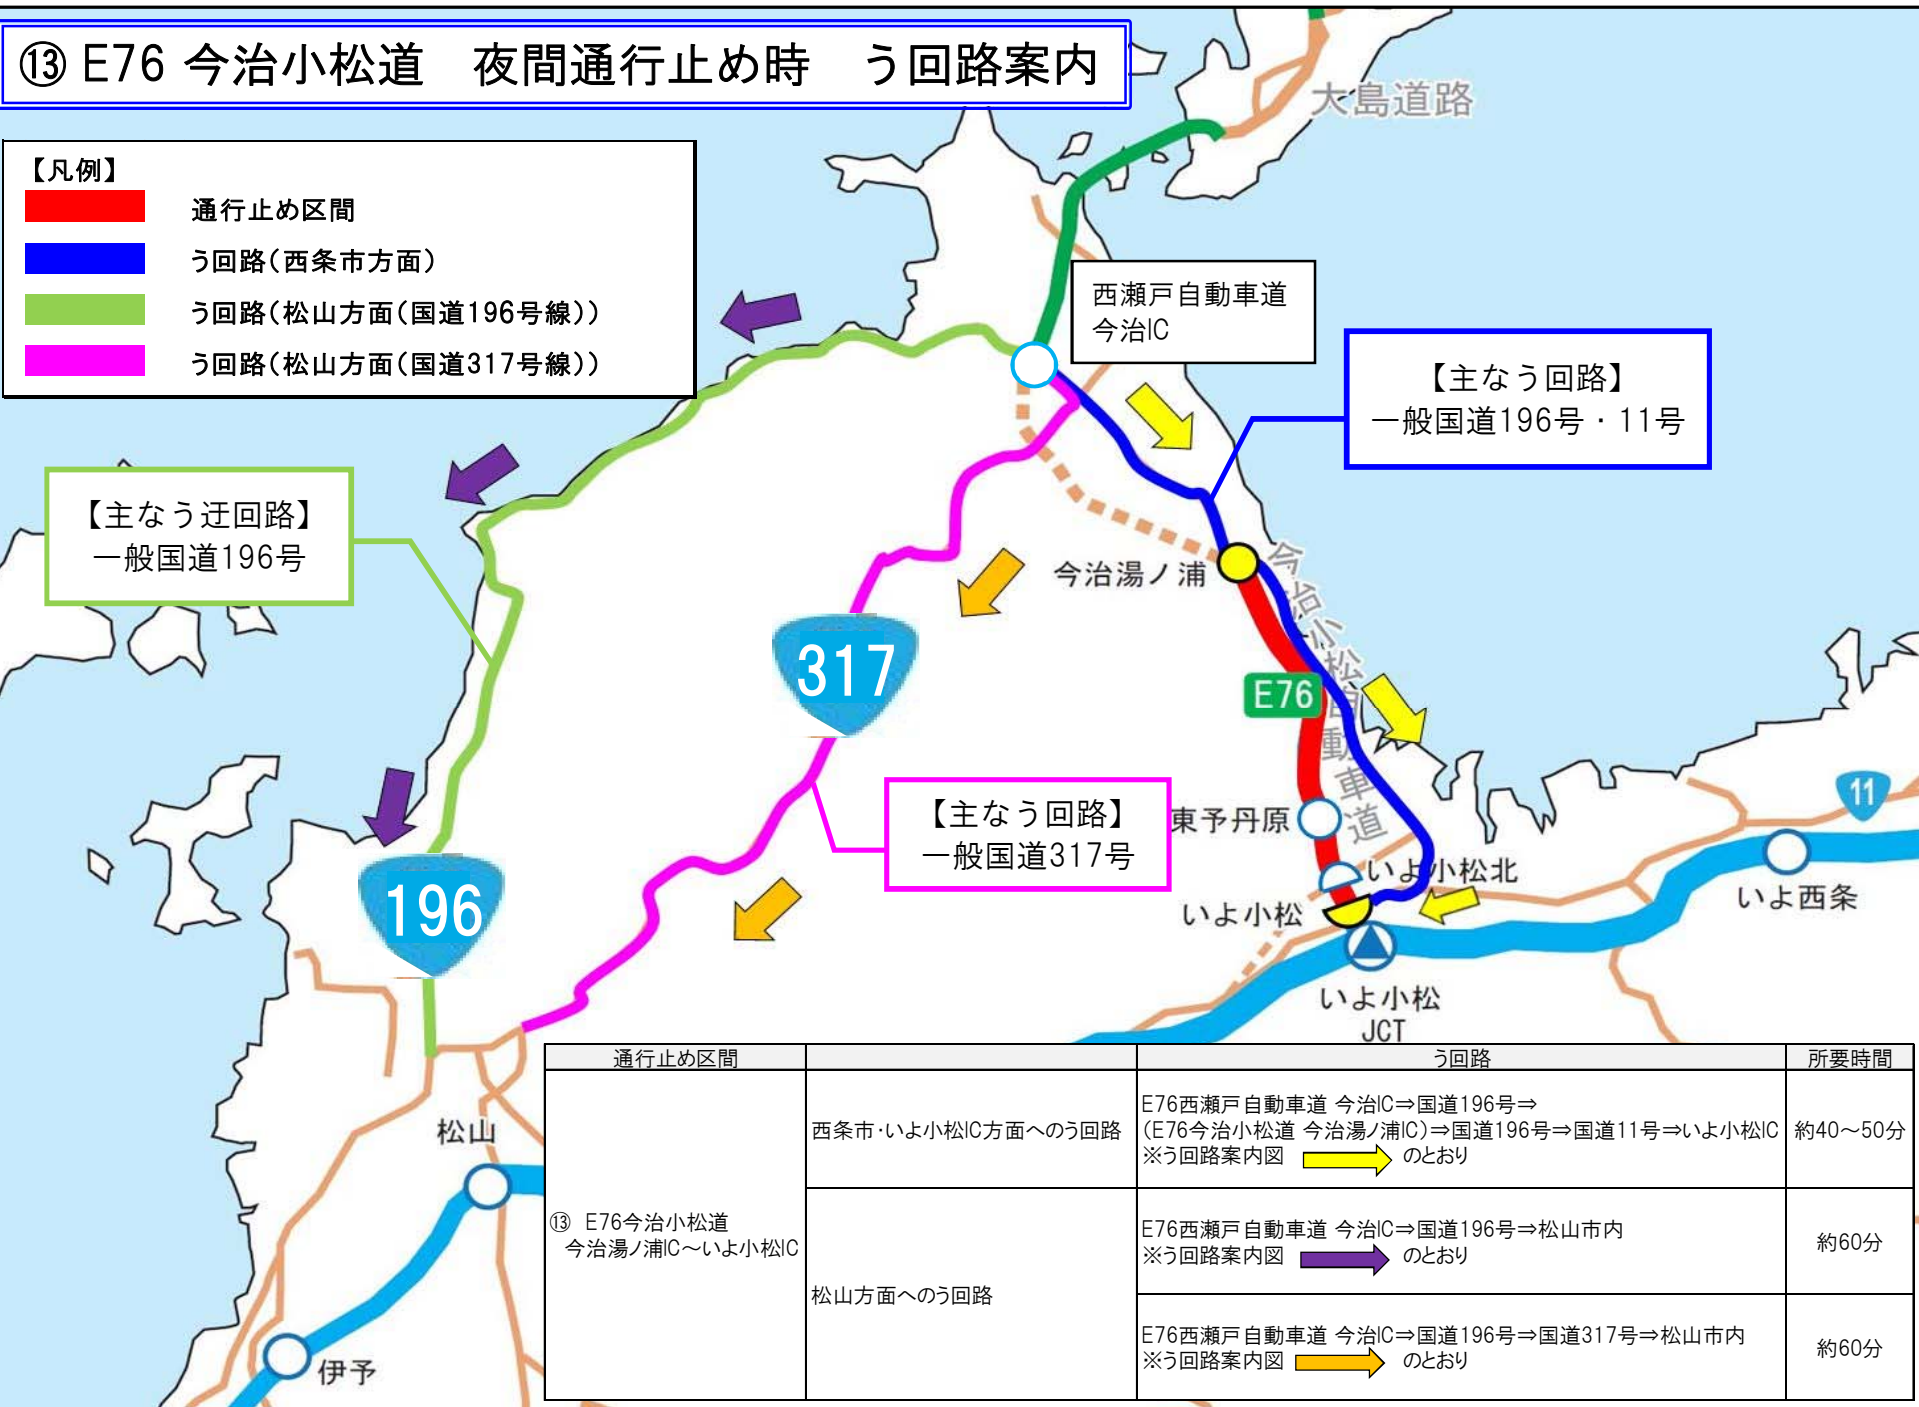 ⑬ E76 今治小松道　夜間通行止め時　う回路案内
大島道路
【凡例】
通行止め区間
う回路（西条市方面）
う回路（松山方面（国道196号線））
う回路（松山方面（国道317号線））
西瀬戸自動車道
今治IC
【主なう回路】
一般国道196号・11号
【主なう迂回路】
一般国道196号
今治湯ノ浦
今治小松自動車道
317
E76
【主なう回路】
一般国道317号
東予丹原
11
いよ小松北
いよ小松
いよ西条
196
いよ小松
JCT
松山
伊予
通行止め区間
う回路
所要時間
⑬ E76今治小松道
今治湯ノ浦IC～いよ小松IC
西条市・いよ小松IC方面へのう回路
E76西瀬戸自動車道 今治IC⇒国道196号⇒
（E76今治小松道 今治湯ノ浦IC）⇒国道196号⇒国道11号⇒いよ小松IC
※う回路案内図 のとおり
約40～50分
松山方面へのう回路
E76西瀬戸自動車道 今治IC⇒国道196号⇒松山市内
※う回路案内図 のとおり
約60分
E76西瀬戸自動車道 今治IC⇒国道196号⇒国道317号⇒松山市内
※う回路案内図 のとおり
約60分